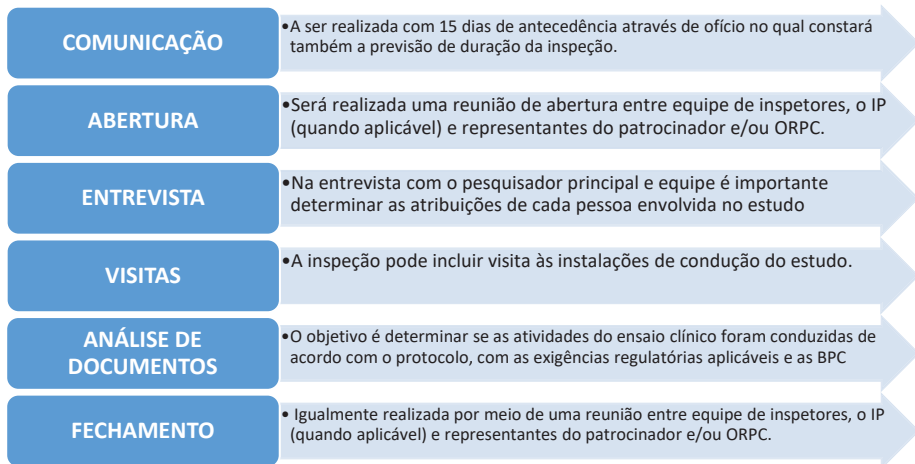 COMUNICAÇÃO
•A ser realizada com 15 dias de antecedência através de ofício no qual constará
também a previsão de duração da inspeção.
ABERTURA
•Será realizada uma reunião de abertura entre equipe de inspetores, o IP
(quando aplicável) e representantes do patrocinador e/ou ORPC.
ENTREVISTA
•Na entrevista com o pesquisador principal e equipe é importante
determinar as atribuições de cada pessoa envolvida no estudo
VISITAS
•A inspeção pode incluir visita às instalações de condução do estudo.
ANÁLISE DE
DOCUMENTOS
•O objetivo é determinar se as atividades do ensaio clínico foram conduzidas de
acordo com o protocolo, com as exigências regulatórias aplicáveis e as BPC
FECHAMENTO
• Igualmente realizada por meio de uma reunião entre equipe de inspetores, o IP
(quando aplicável) e representantes do patrocinador e/ou ORPC.